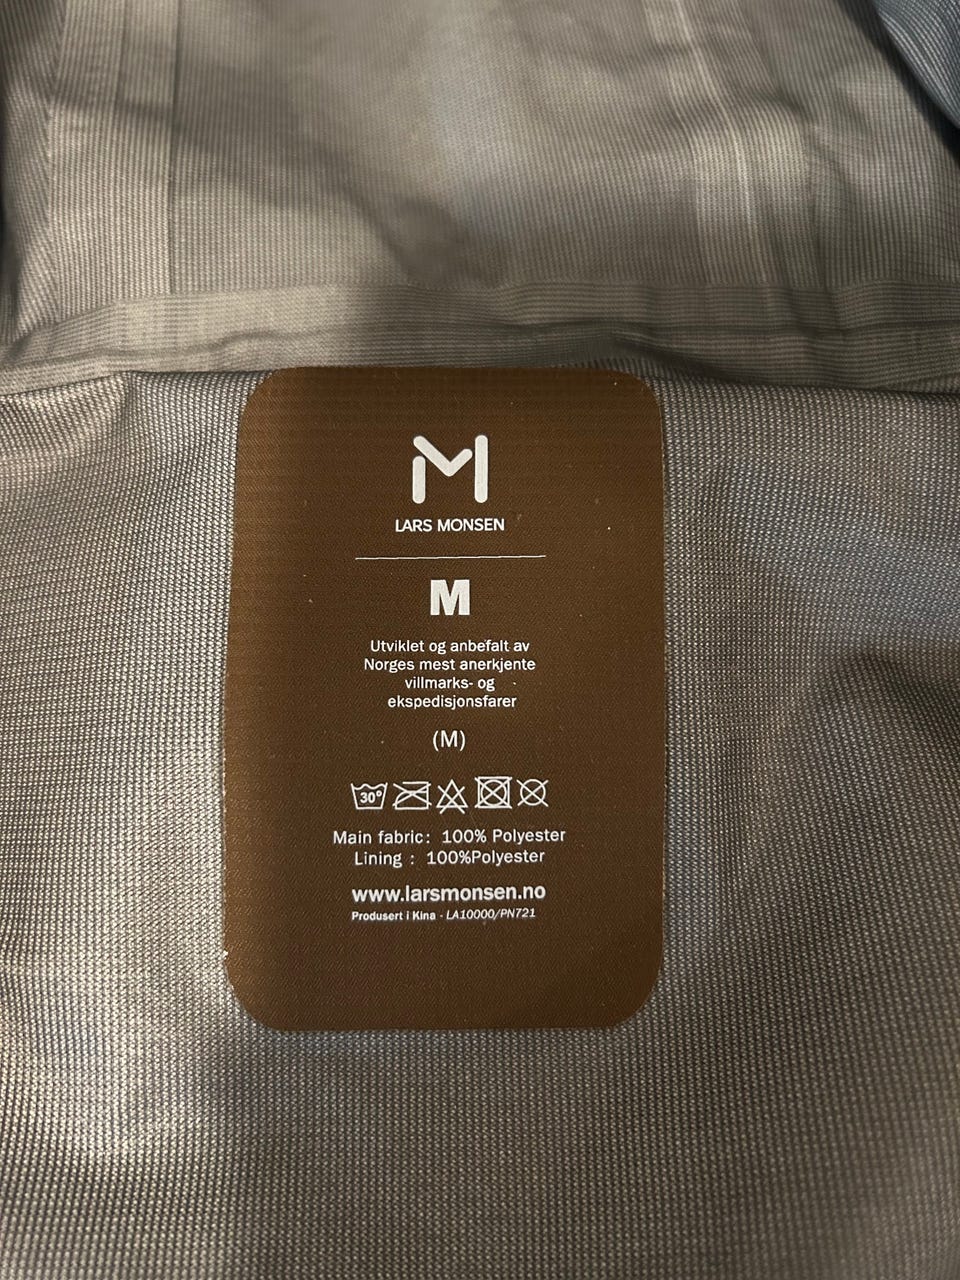 LARS MONSEN
M
Utviklet og anbefalt av
Norges mest anerkjente
villmarks- og
ekspedisjonsfarer
(M)
30°
Main fabric: 100% Polyester
Lining : 100%Polyester
www.larsmonsen.no
Produsert i Kina - LA10000/PN721